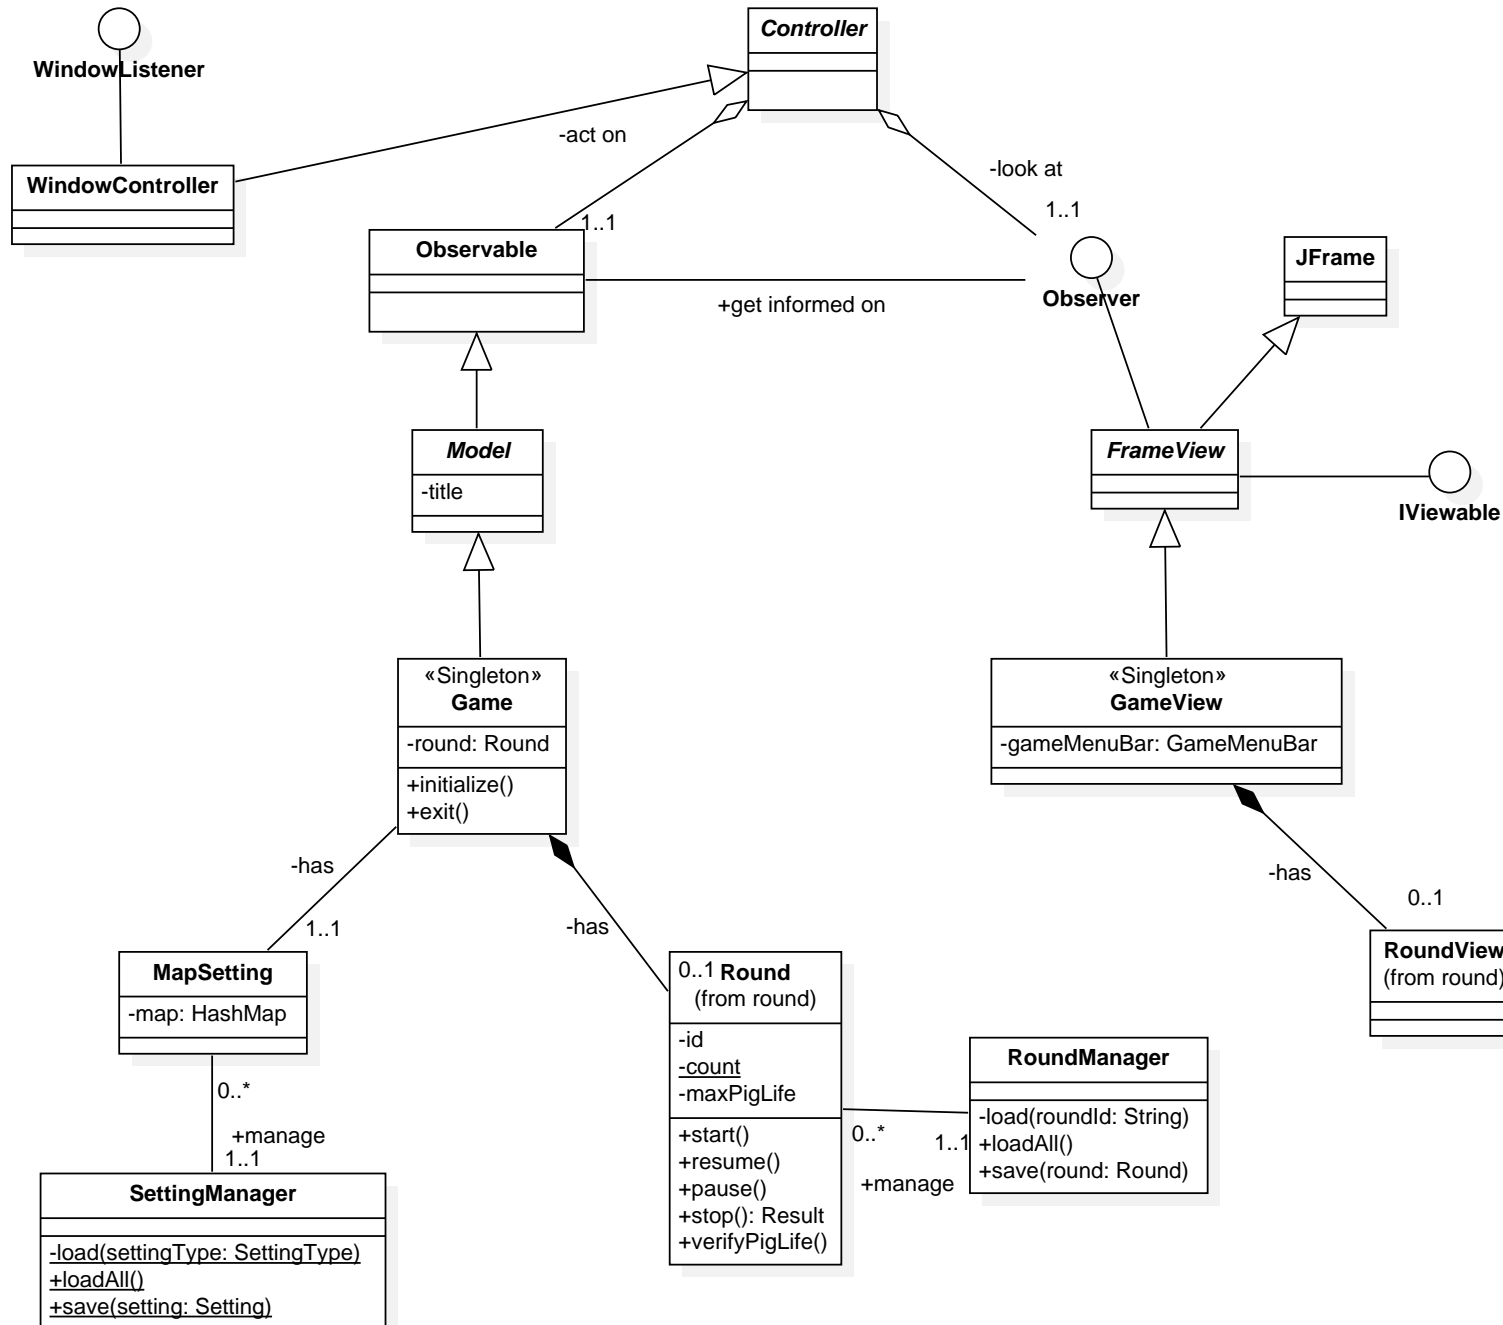 Controller
WindowListener
-act on
-look at
WindowController
1..1
1..1
Observable
JFrame
Observer
+get informed on
Model
-title
FrameView
IViewable
«Singleton»
Game
-round: Round
+initialize()
+exit()
«Singleton»
GameView
-gameMenuBar: GameMenuBar
-has
1..1
-has
-has
0..1
MapSetting
-map: HashMap
0..1 Round
(from round)
-id
-count
-maxPigLife
+start()
+resume()
+pause()
+stop(): Result
+verifyPigLife()
RoundView
(from round)
RoundManager
-load(roundId: String)
+loadAll()
+save(round: Round)
0..*
1..1
+manage
0..*
+manage
1..1
SettingManager
-load(settingType: SettingType)
+loadAll()
+save(setting: Setting)